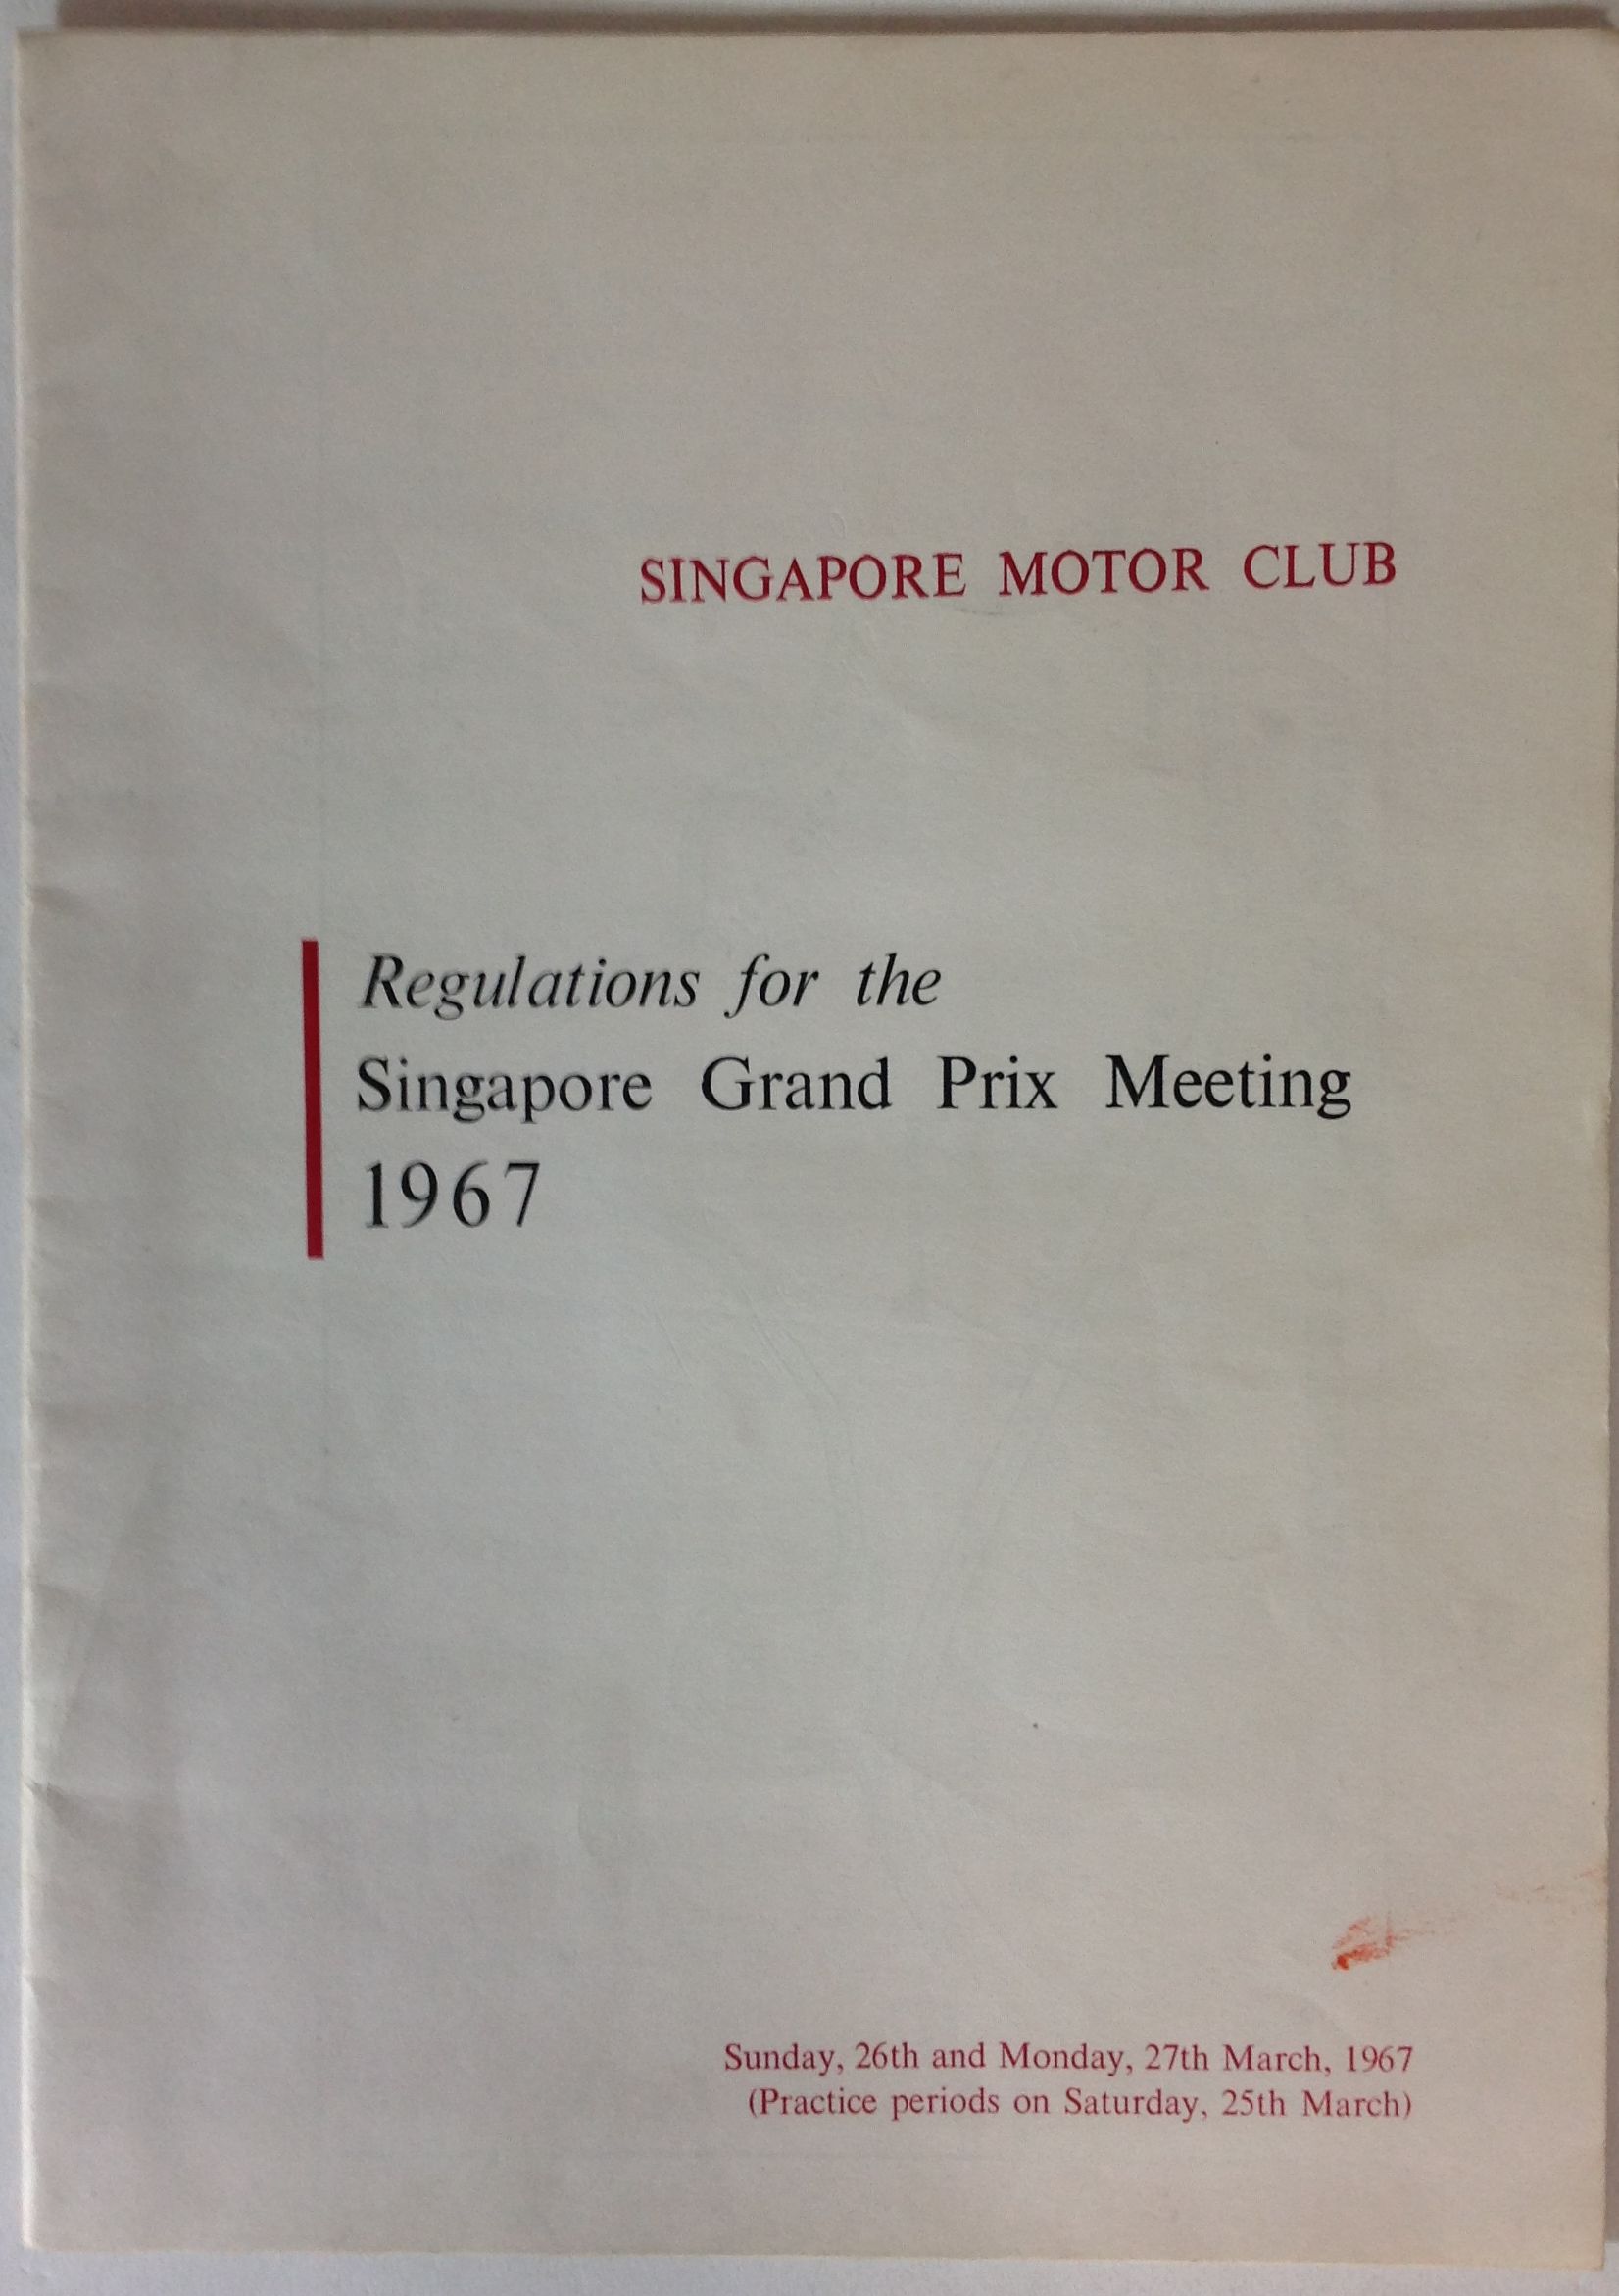 SINGAPORE MOTOR CLUB
Regulations for the
Singapore Grand Prix Meeting
1967
Sunday, 26th and Monday, 27th March, 1967
(Practice periods on Saturday, 25th March)